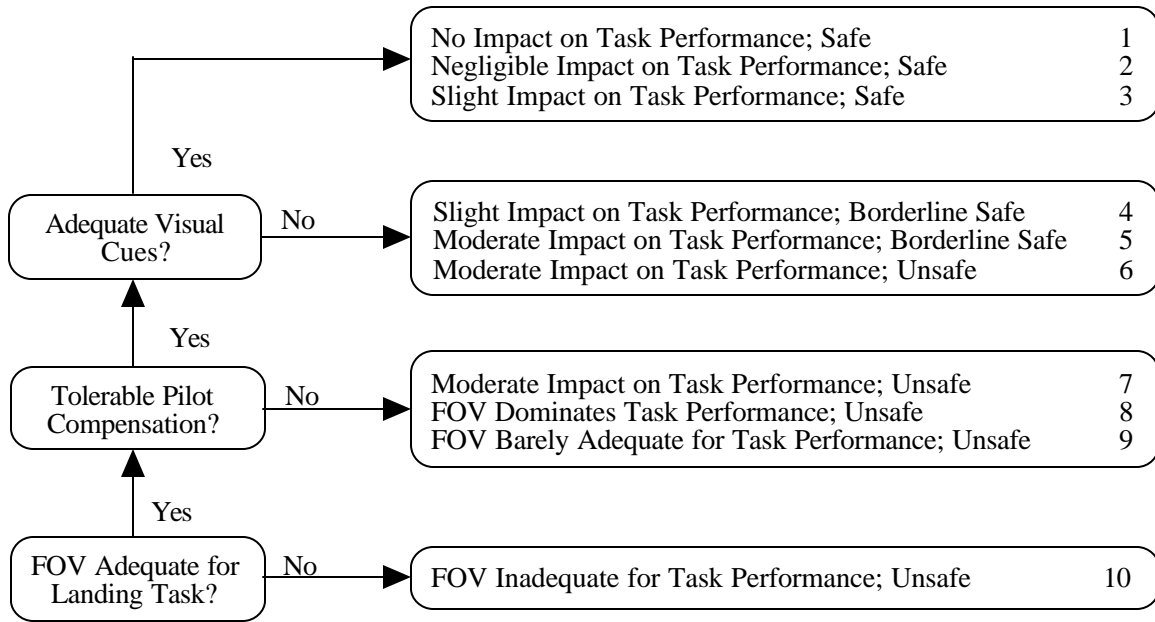 No Impact on Task Performance; Safe 1
Negligible Impact on Task Performance; Safe 2
Slight Impact on Task Performance; Safe 3
Yes
Adequate Visual
Cues?
No
Slight Impact on Task Performance; Borderline Safe 4
Moderate Impact on Task Performance; Borderline Safe 5
Moderate Impact on Task Performance; Unsafe 6
Yes
Tolerable Pilot
Compensation?
No
Moderate Impact on Task Performance; Unsafe 7
FOV Dominates Task Performance; Unsafe 8
FOV Barely Adequate for Task Performance; Unsafe 9
Yes
FOV Adequate for
Landing Task?
No
FOV Inadequate for Task Performance; Unsafe 10